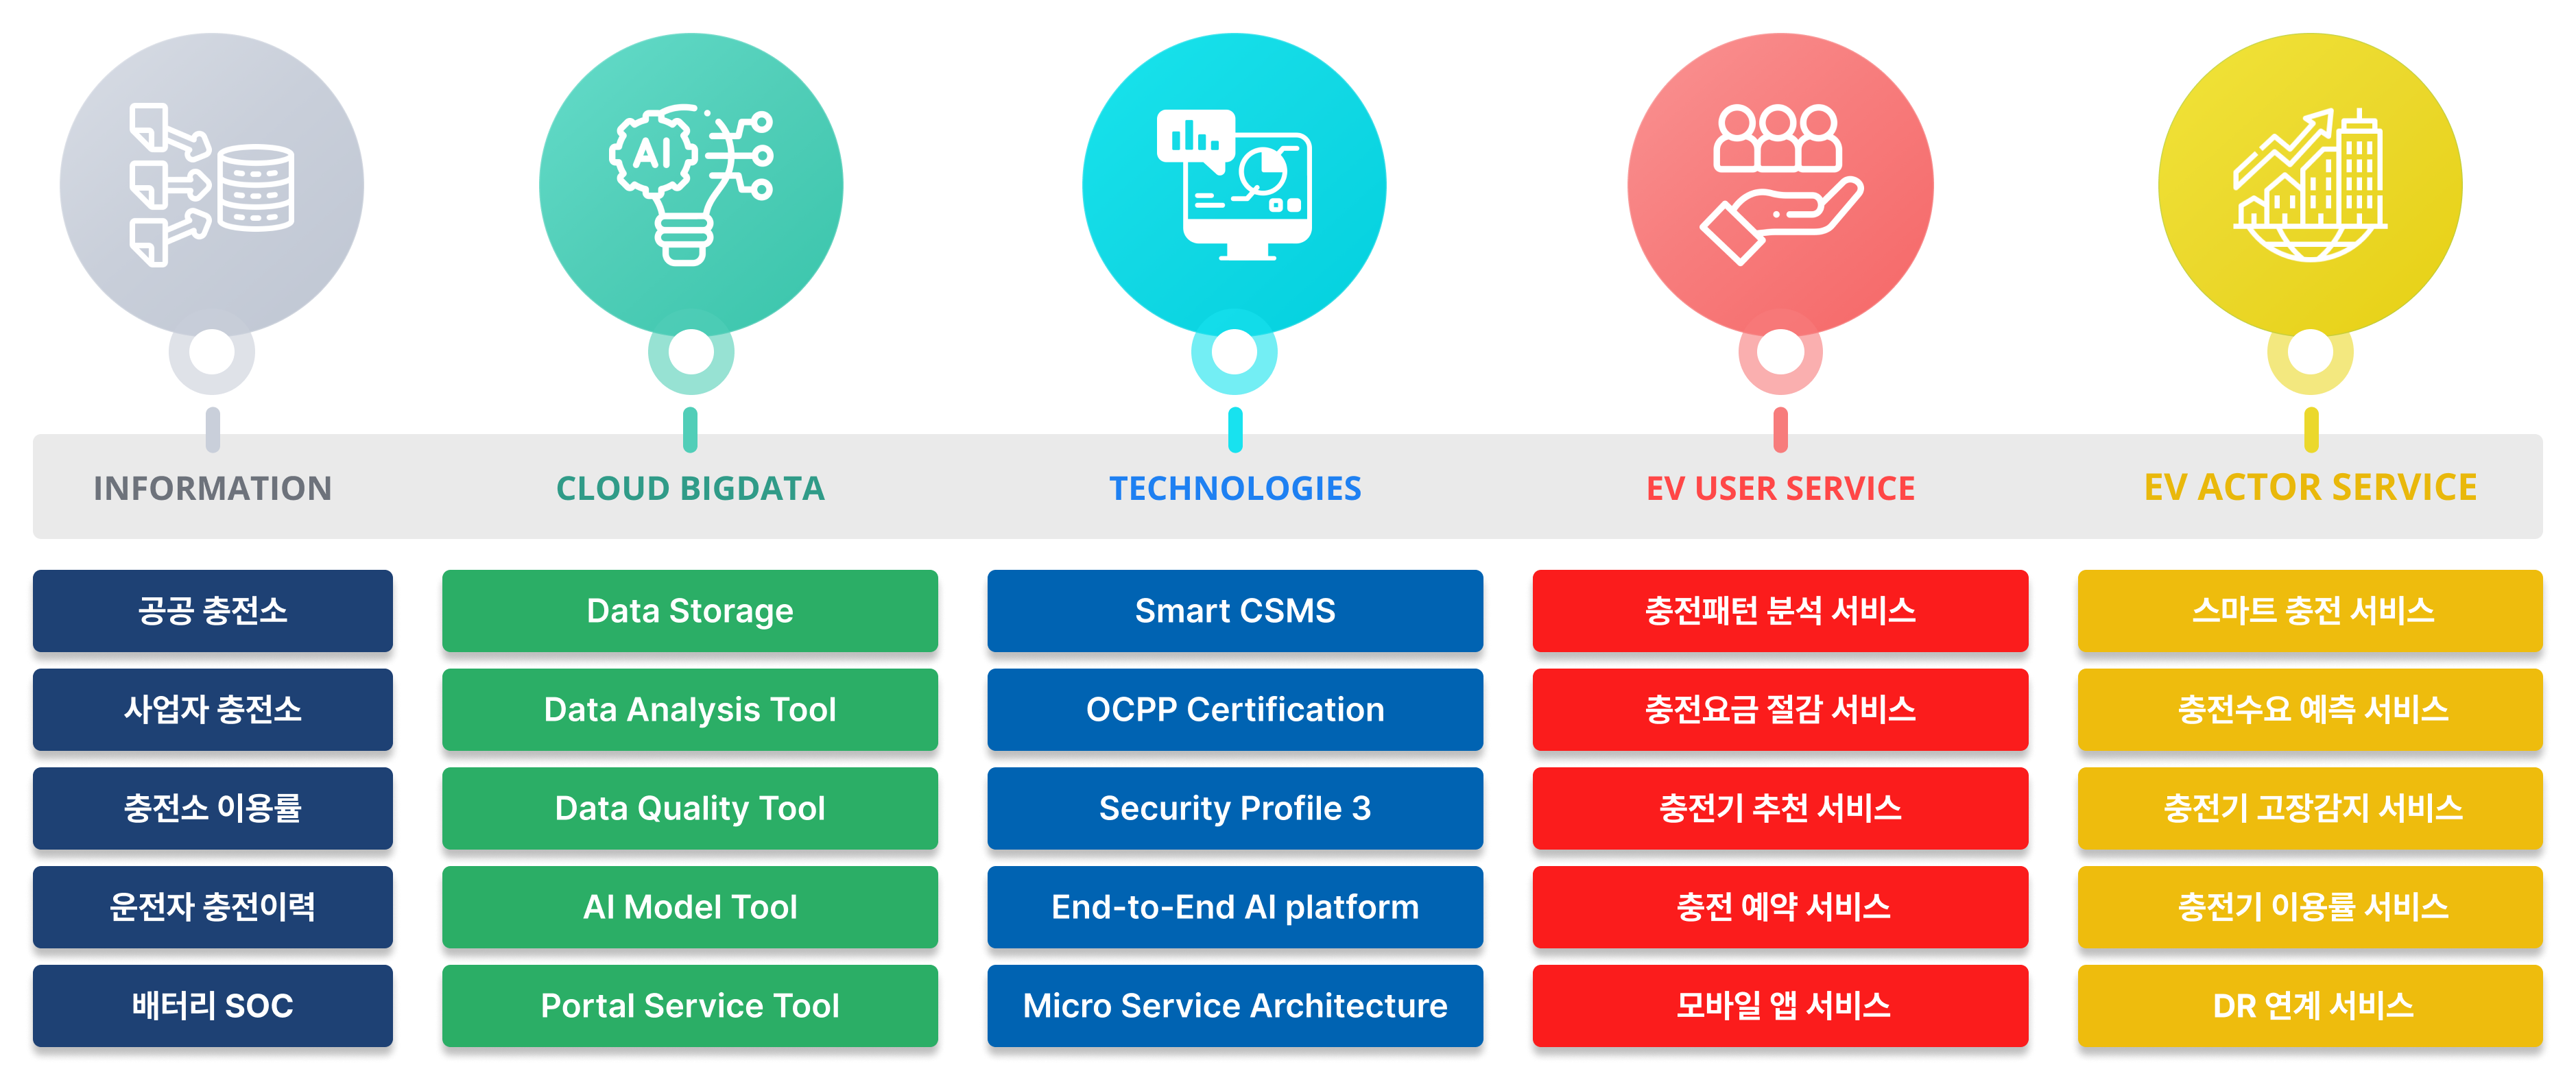 AI
INFORMATION
CLOUD BIGDATA
TECHNOLOGIES
EV USER SERVICE
EV ACTOR SERVICE
공공 충전소
사업자 충전소
충전소 이용률
운전자 충전이력
배터리 SOC
Data Storage
Data Analysis Tool
Data Quality Tool
AI Model Tool
Portal Service Tool
Smart CSMS
OCPP Certification
Security Profile 3
End-to-End AI platform
Micro Service Architecture
충전패턴 분석 서비스
충전요금 절감 서비스
충전기 추천 서비스
충전 예약 서비스
모바일 앱 서비스
스마트 충전 서비스
충전수요 예측 서비스
충전기 고장감지 서비스
충전기 이용률 서비스
DR 연계 서비스